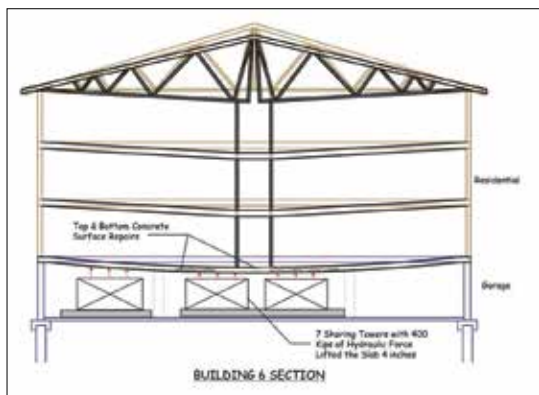 Residential
Top & Bottom Concrete
Surface Repairs
Garage
7 Shoring Towers with 400
Kips of Hydraulic Force
Lifted the Slab 4 inches
BUILDING 6 SECTION